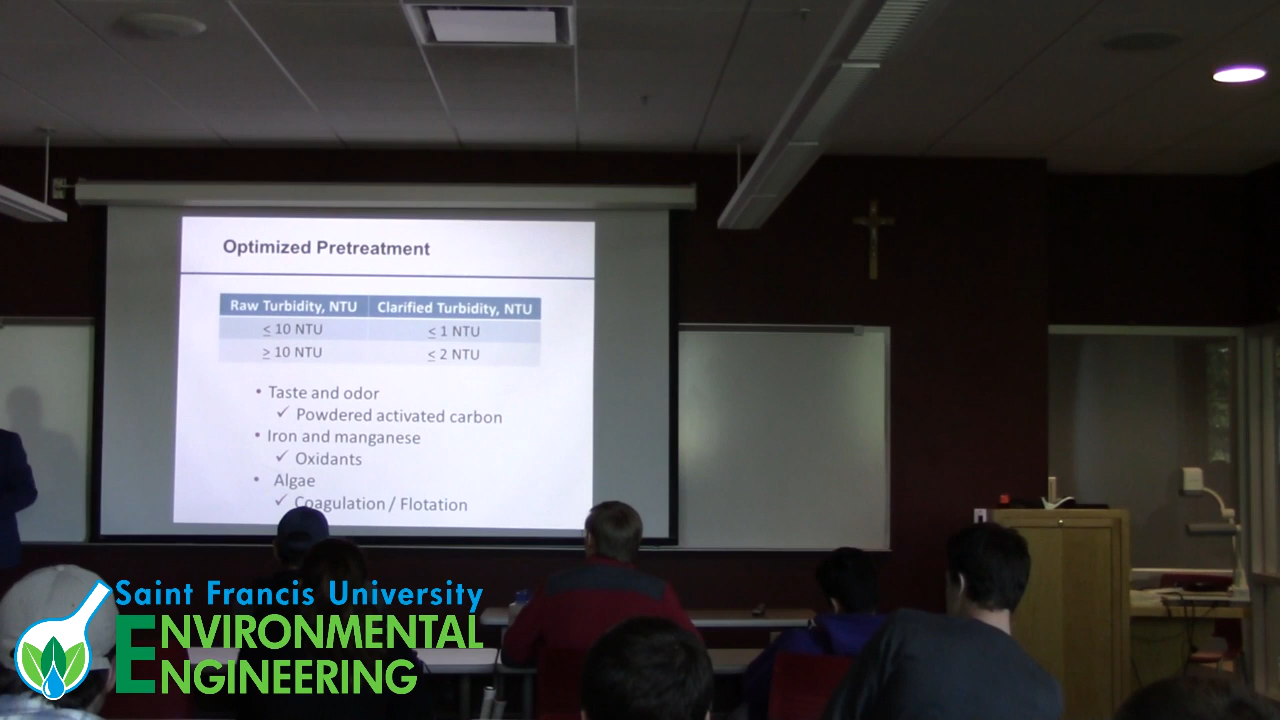 Optimized Pretreatment
Raw Turbidity, NTU Clarified Turbidity, NTU
≤ 10 NTU ≤ 1 NTU
≥ 10 NTU ≤ 2 NTU
• Taste and odor
✓ Powdered activated carbon
• Iron and manganese
✓ Oxidants
• Algae
✓ Coagulation / Flotation
Saint Francis University
ENVIRONMENTAL
ENGINEERING